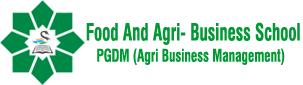 Food And Agri- Business School
PGDM (Agri Business Management)